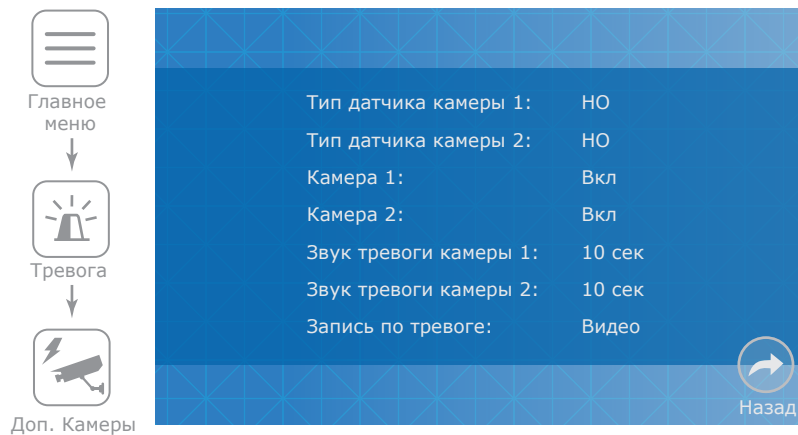 Главное
меню
Тревога
Доп. Камеры
Тип датчика камеры 1: НО
Тип датчика камеры 2: НО
Камера 1: Вкл
Камера 2: Вкл
Звук тревоги камеры 1: 10 сек
Звук тревоги камеры 2: 10 сек
Запись по тревоге: Видео
Назад